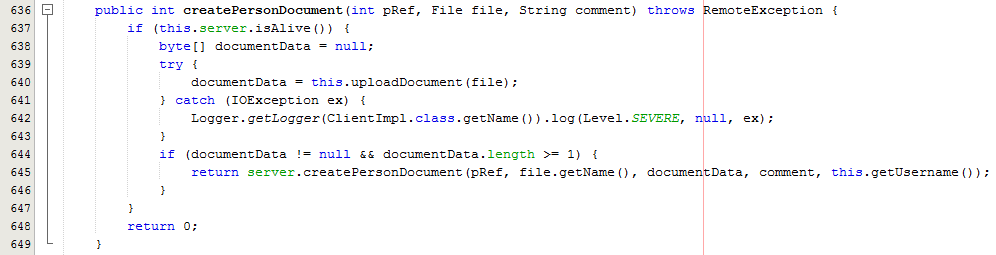 636 public int createPersonDocument(int pRef, File file, String comment) throws RemoteException {
637 if (this.server.isAlive()) {
638 byte[] documentData = null;
639 try {
640 documentData = this.uploadDocument(file);
641 } catch (IOException ex) {
642 Logger.getLogger(ClientImpl.class.getName()).log(Level.SEVERE, null, ex);
643 }
644 if (documentData != null && documentData.length >= 1) {
645 return server.createPersonDocument(pRef, file.getName(), documentData, comment, this.getUsername());
646 }
647 }
648 return 0;
649 }